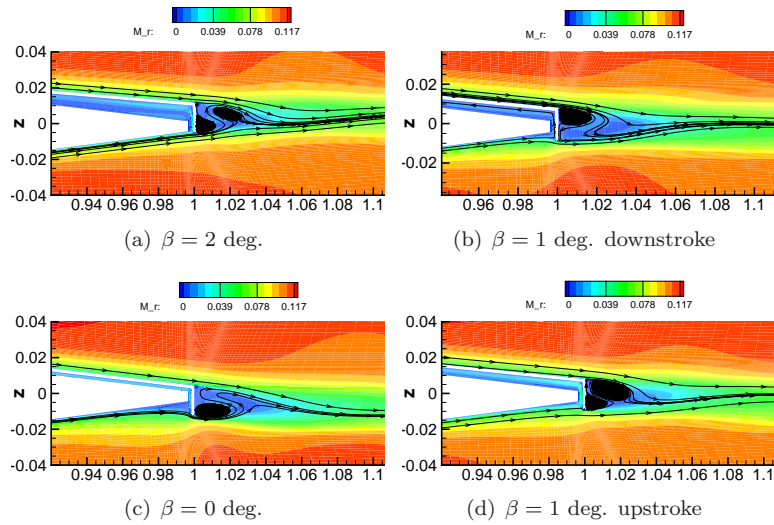 M_r: 0 0.039 0.078 0.117
M_r: 0 0.039 0.078 0.117
0.04
0.02
0
-0.02
-0.04
z
0.94 0.96 0.98 1 1.02 1.04 1.06 1.08 1.1
0.04
0.02
0
-0.02
-0.04
z
0.96 0.98 1 1.02 1.04 1.06 1.08 1.1
(a) β = 2 deg.
(b) β = 1 deg. downstroke
M_r: 0 0.039 0.078 0.117
M_r: 0 0.039 0.078 0.117
0.04
0.02
0
-0.02
-0.04
z
0.94 0.96 0.98 1 1.02 1.04 1.06 1.08 1.1
0.04
0.02
0
-0.02
-0.04
z
0.96 0.98 1 1.02 1.04 1.06 1.08 1.1
(c) β = 0 deg.
(d) β = 1 deg. upstroke